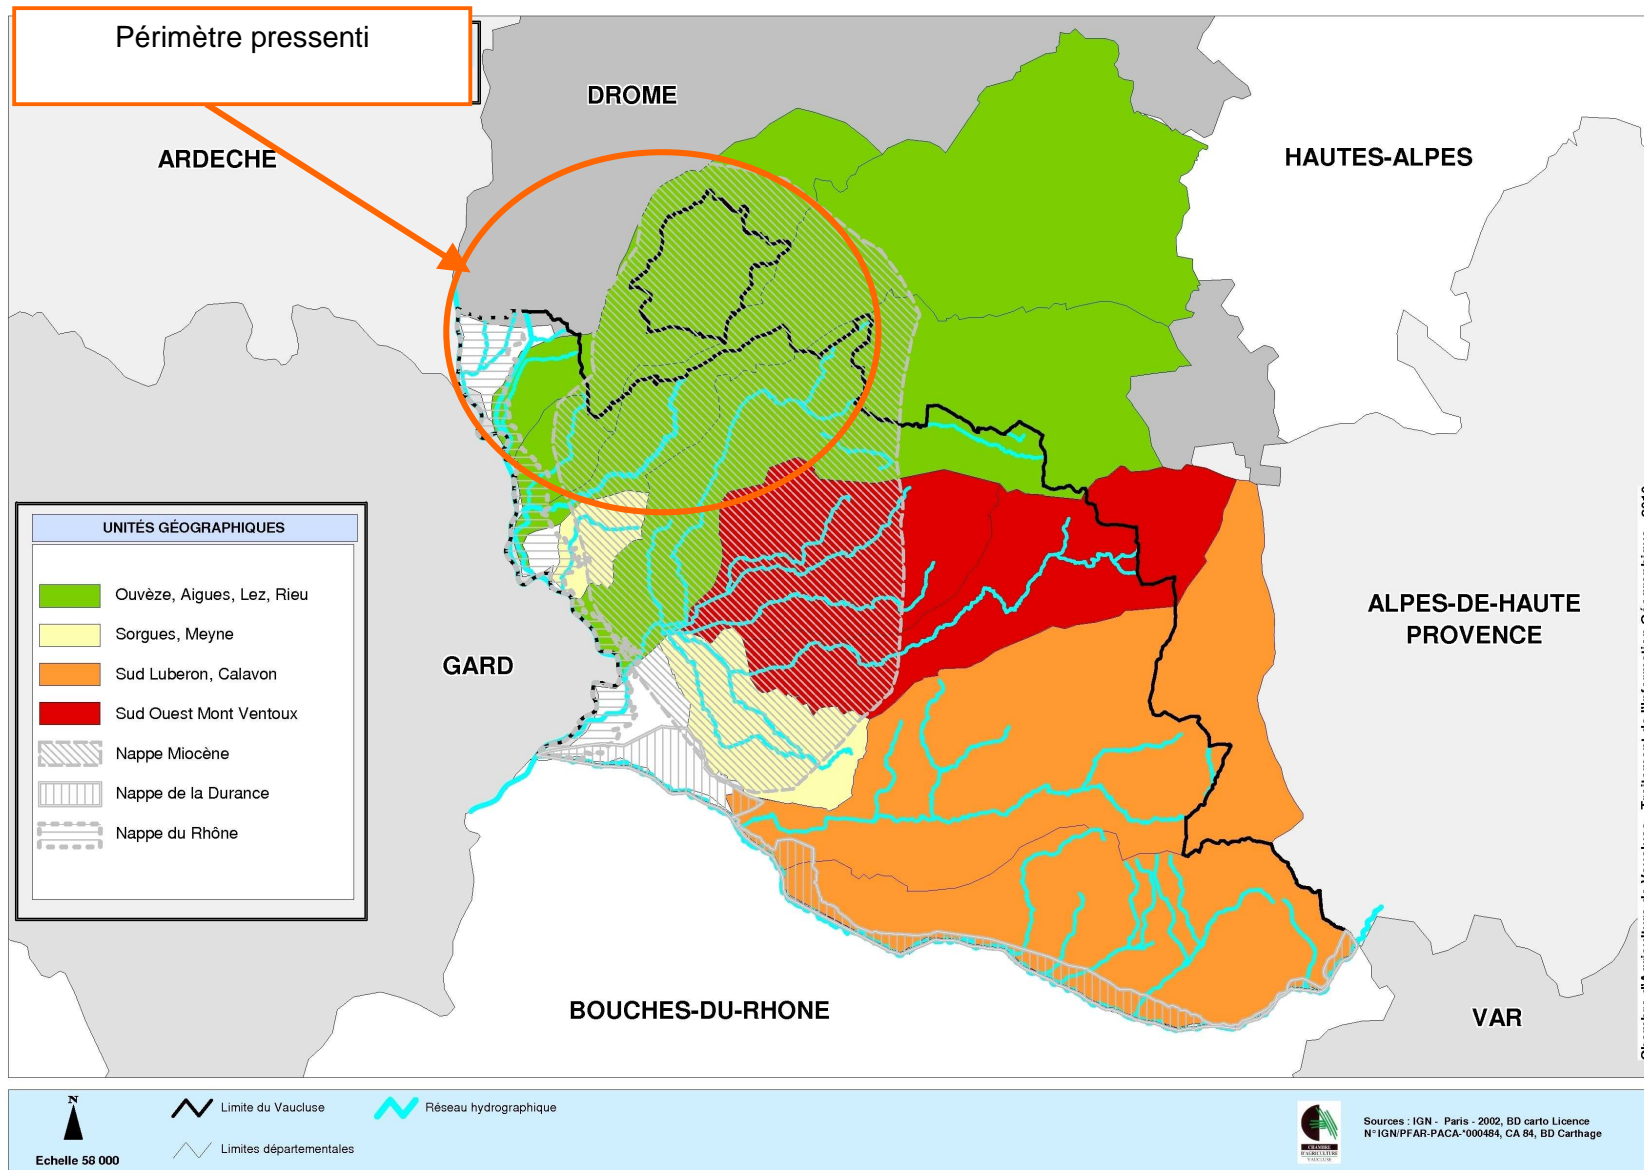 Périmètre pressenti
DROME
ARDECHE
HAUTES-ALPES
UNITÉS GÉOGRAPHIQUES
Ouvèze, Aigues, Lez, Rieu
Sorgues, Meyne
Sud Luberon, Calavon
Sud Ouest Mont Ventoux
Nappe Miocène
Nappe de la Durance
Nappe du Rhône
GARD
ALPES-DE-HAUTE
PROVENCE
BOUCHES-DU-RHONE
VAR
N
Echelle 58 000
Limite du Vaucluse
Réseau hydrographique
Limites départementales
CHAMBRE
D'AGRICULTURE
VAUCLUSE
Sources : IGN - Paris - 2002, BD carto Licence
N°IGN/PFAR-PACA-*000484, CA 84, BD Carthage